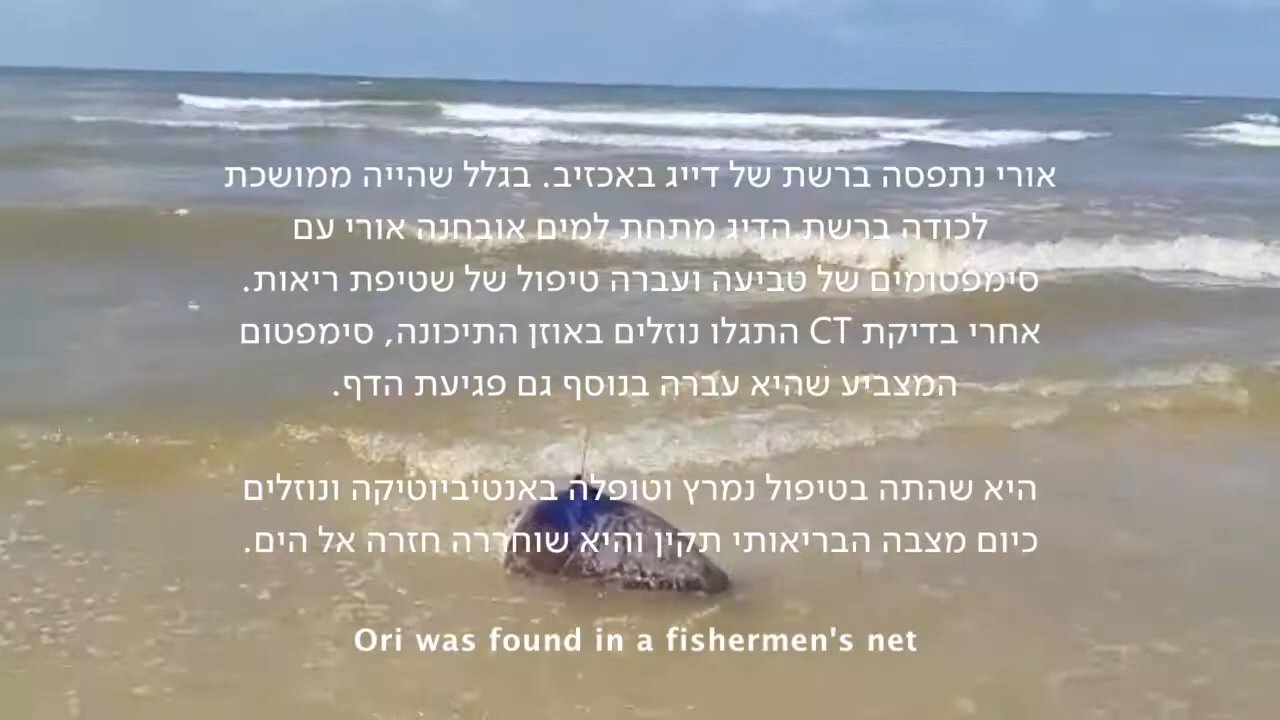 אורי נתפסה ברשת של דייג באכזיב. בגלל שהייה ממושכת
לכודה ברשת הדיג מתחת למים אובחנה אורי עם
סימפטומים של טביעה ועברה טיפול של שטיפת ריאות.
אחרי בדיקת CT התגלו נוזלים באוזן התיכונה, סימפטום
המצביע שהיא עברה בנוסף גם פגיעת הדף.
היא שהתה בטיפול נמרץ וטופלה באנטיביוטיקה ונוזלים
כיום מצבה הבריאותי תקין והיא שוחררה חזרה אל הים.
Ori was found in a fishermen's net